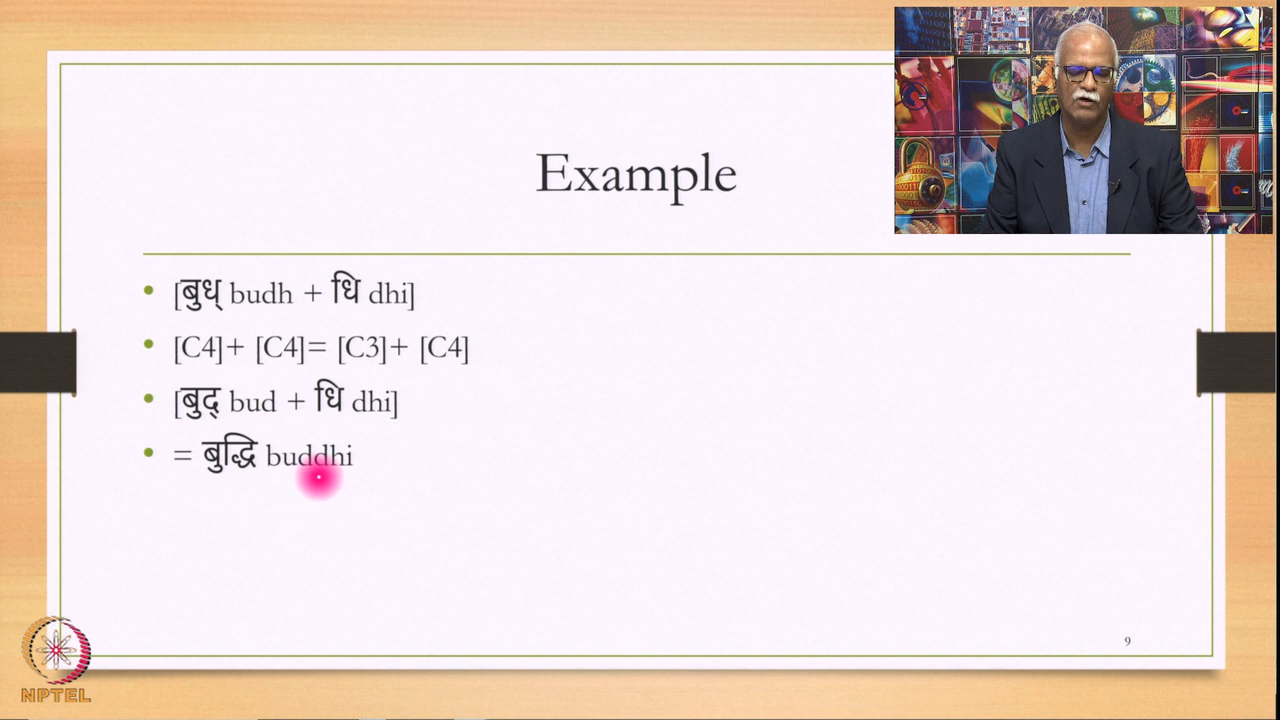 Example
• [बुध् budh + धि dhi]
• [C4]+ [C4]= [C3]+ [C4]
• [बुद् bud + धि dhi]
• = बुद्धि buddhi
9
NPTEL